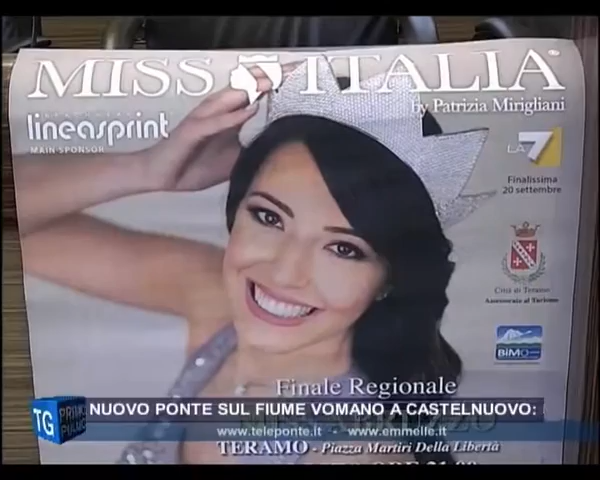 MISS ITALIA
by Patrizia Mirigliani
lineasprint
MAIN SPONSOR
LA7
Finalissima
20 settembre
Città di Teramo
Assessorato al Turismo
BIM
Finale Regionale
TG PRIMO PIANO
NUOVO PONTE SUL FIUME VOMANO A CASTELNUOVO:
www.teleponte.it - www.emmelle.it
TERAMO - Piazza Martiri Della Libertà